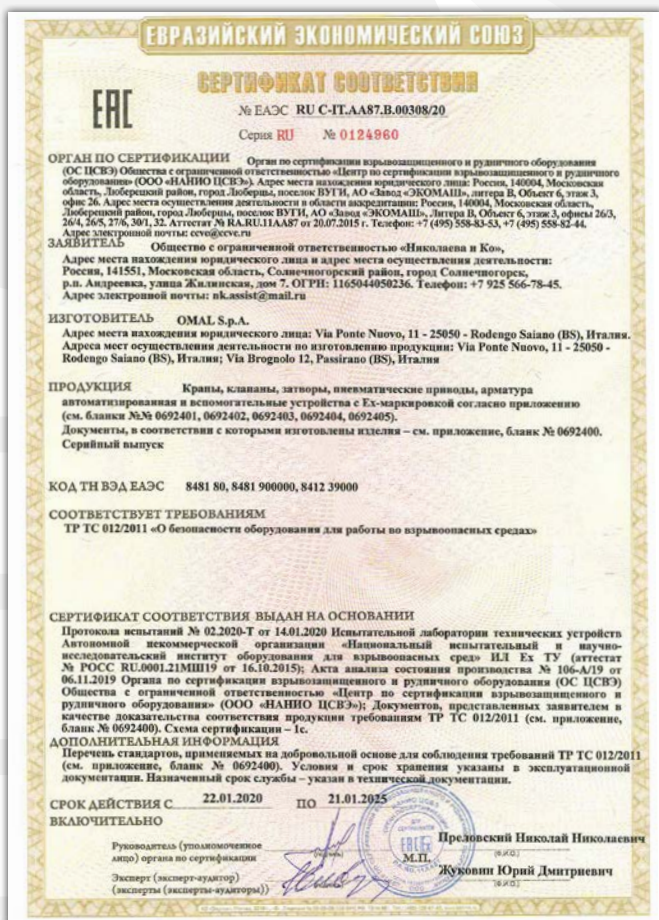 ЕВРАЗИЙСКИЙ ЭКОНОМИЧЕСКИЙ СОЮЗ
СЕРТИФИКАТ СООТВЕТСТВИЯ
ЕАС
№ ЕАЭС RU C-IT.АА87.В.00308/20
Серия RU № 0124960
ОРГАН ПО СЕРТИФИКАЦИИ Орган по сертификации взрывозащищенного и рудничного оборудования
(ОС ЦСВЭ) Общества с ограниченной ответственностью «Центр по сертификации взрывозащищенного и рудничного
оборудования» (ООО «НАНИО ЦСВЭ»). Адрес места нахождения юридического лица: Россия, 140004, Московская
область, Люберецкий район, город Люберцы, поселок ВУГИ, АО «Завод «ЭКОМАШ», литера В, Объект 6, этаж 3,
офис 26. Адрес места осуществления деятельности в области аккредитации: Россия, 140004, Московская область,
Люберецкий район, город Люберцы, поселок ВУГИ, АО «Завод «ЭКОМАШ», Литера В, Объект 6, этаж 3, офисы 26/3,
26/4, 26/5, 27/6, 30/1, 32. Аттестат № RA.RU.11АА87 от 20.07.2015 г. Телефон: +7 (495) 558-83-53, +7 (495) 558-82-44.
Адрес электронной почты: ccve@ccve.ru
ЗАЯВИТЕЛЬ Общество с ограниченной ответственностью «Николаева и Ко»,
Адрес места нахождения юридического лица и адрес места осуществления деятельности:
Россия, 141551, Московская область, Солнечногорский район, город Солнечногорск,
р.п. Андреевка, улица Жилинская, дом 7. ОГРН: 1165044050236. Телефон: +7 925 566-78-45.
Адрес электронной почты: nk.assist@mail.ru
ИЗГОТОВИТЕЛЬ OMAL S.p.A.
Адрес места нахождения юридического лица: Via Ponte Nuovo, 11 - 25050 - Rodengo Saiano (BS), Италия.
Адреса мест осуществления деятельности по изготовлению продукции: Via Ponte Nuovo, 11 - 25050 -
Rodengo Saiano (BS), Италия; Via Brognolo 12, Passirano (BS), Италия
ПРОДУКЦИЯ Краны, клапаны, затворы, пневматические приводы, арматура
автоматизированная и вспомогательные устройства с Ex-маркировкой согласно приложению
(см. бланки №№ 0692401, 0692402, 0692403, 0692404, 0692405).
Документы, в соответствии с которыми изготовлены изделия – см. приложение, бланк № 0692400.
Серийный выпуск
КОД ТН ВЭД ЕАЭС 8481 80, 8481 900000, 8412 39000
СООТВЕТСТВУЕТ ТРЕБОВАНИЯМ
ТР ТС 012/2011 «О безопасности оборудования для работы во взрывоопасных средах»
СЕРТИФИКАТ СООТВЕТСТВИЯ ВЫДАН НА ОСНОВАНИИ
Протокола испытаний № 02.2020-Т от 14.01.2020 Испытательной лаборатории технических устройств
Автономной некоммерческой организации «Национальный испытательный и научно-
исследовательский институт оборудования для взрывоопасных сред» ИЛ Ex ТУ (аттестат
№ РОСС RU.0001.21МШ19 от 16.10.2015); Акта анализа состояния производства № 106-А/19 от
06.11.2019 Органа по сертификации взрывозащищенного и рудничного оборудования (ОС ЦСВЭ)
Общества с ограниченной ответственностью «Центр по сертификации взрывозащищенного и
рудничного оборудования» (ООО «НАНИО ЦСВЭ»); Документов, представленных заявителем в
качестве доказательства соответствия продукции требованиям ТР ТС 012/2011 (см. приложение,
бланк № 0692400). Схема сертификации – 1с.
ДОПОЛНИТЕЛЬНАЯ ИНФОРМАЦИЯ
Перечень стандартов, применяемых на добровольной основе для соблюдения требований ТР ТС 012/2011
(см. приложение, бланк № 0692400). Условия и срок хранения указаны в эксплуатационной
документации. Назначенный срок службы – указан в технической документации.
СРОК ДЕЙСТВИЯ С 22.01.2020 ПО 21.01.2025
ВКЛЮЧИТЕЛЬНО
Руководитель (уполномоченное
лицо) органа по сертификации
(подпись)
М.П.
Преловский Николай Николаевич
(Ф.И.О.)
Эксперт (эксперт-аудитор)
(эксперты (эксперты-аудиторы))
Жуковин Юрий Дмитриевич
(Ф.И.О.)